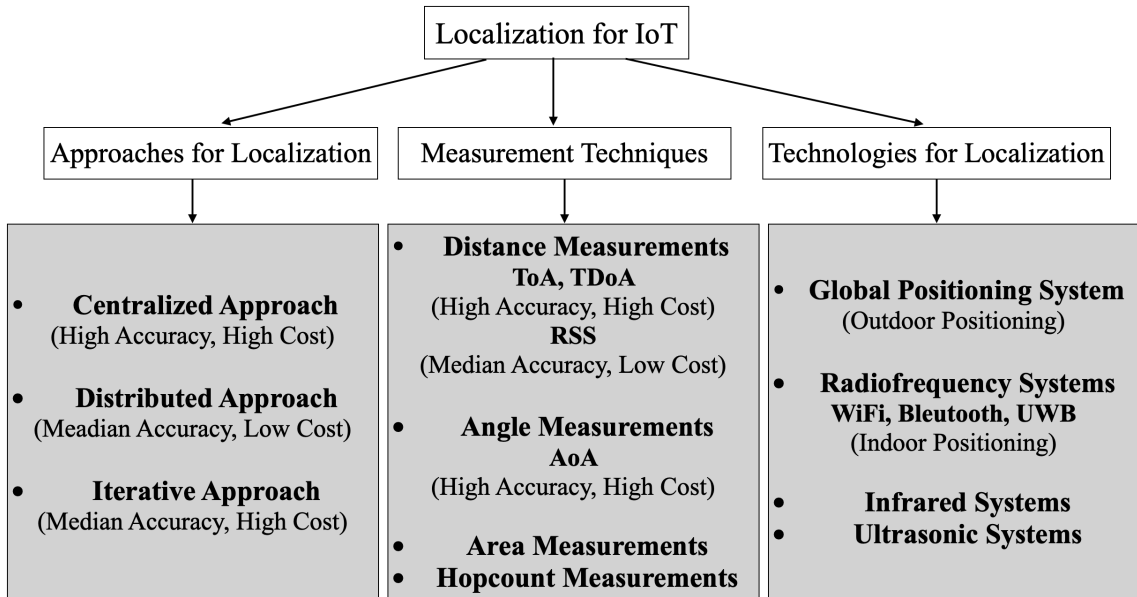 Localization for IoT
Approaches for Localization
Measurement Techniques
Technologies for Localization
• Centralized Approach
(High Accuracy, High Cost)
• Distributed Approach
(Meadian Accuracy, Low Cost)
• Iterative Approach
(Median Accuracy, High Cost)
• Distance Measurements
ToA, TDoA
(High Accuracy, High Cost)
RSS
(Median Accuracy, Low Cost)
• Angle Measurements
AoA
(High Accuracy, High Cost)
• Area Measurements
• Hopcount Measurements
• Global Positioning System
(Outdoor Positioning)
• Radiofrequency Systems
WiFi, Bleutooth, UWB
(Indoor Positioning)
• Infrared Systems
• Ultrasonic Systems